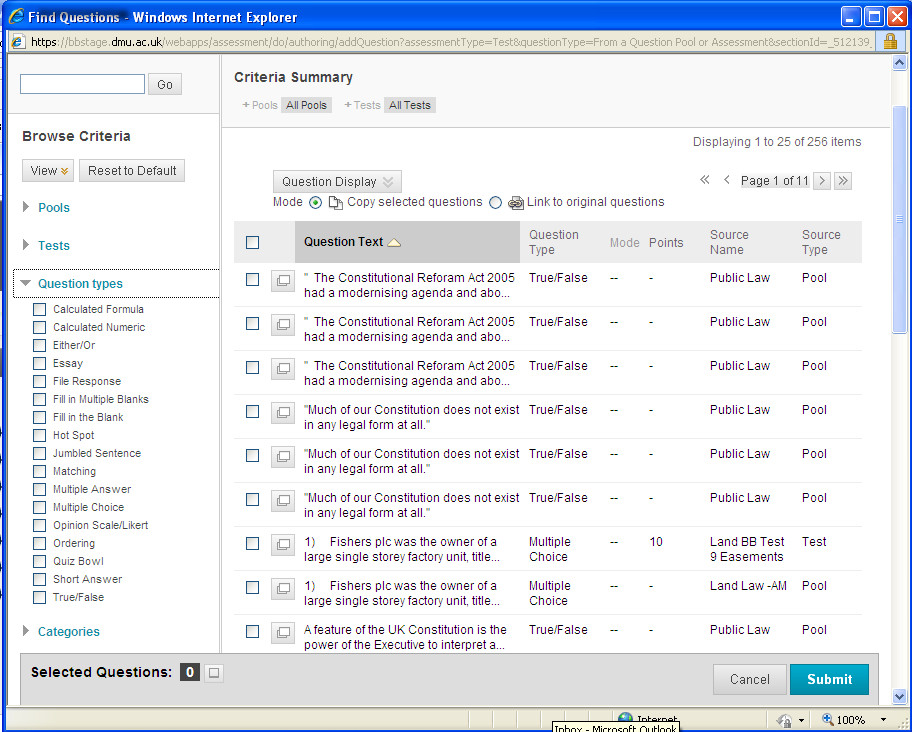 Find Questions - Windows Internet Explorer
https://bbstage.dmu.ac.uk/webapps/assessment/do/authoring/addQuestion?assessmentType=Test&questionType=From a Question Pool or Assessment&sectionId=_512139_
Go
Criteria Summary
+ Pools All Pools + Tests All Tests
Browse Criteria
View
Reset to Default
Pools
Tests
Question types
Calculated Formula
Calculated Numeric
Either/Or
Essay
File Response
Fill in Multiple Blanks
Fill in the Blank
Hot Spot
Jumbled Sentence
Matching
Multiple Answer
Multiple Choice
Opinion Scale/Likert
Ordering
Quiz Bowl
Short Answer
True/False
Categories
Displaying 1 to 25 of 256 items
Question Display
Page 1 of 11
Mode Copy selected questions Link to original questions
Question Text Question Type Mode Points Source Name Source Type
" The Constitutional Reforam Act 2005 True/False -- - Public Law Pool
had a modernising agenda and abo...
" The Constitutional Reforam Act 2005 True/False -- - Public Law Pool
had a modernising agenda and abo...
" The Constitutional Reforam Act 2005 True/False -- - Public Law Pool
had a modernising agenda and abo...
"Much of our Constitution does not exist True/False -- - Public Law Pool
in any legal form at all."
"Much of our Constitution does not exist True/False -- - Public Law Pool
in any legal form at all."
"Much of our Constitution does not exist True/False -- - Public Law Pool
in any legal form at all."
1) Fishers plc was the owner of a Multiple -- 10 Land BB Test Test
large single storey factory unit, title... Choice 9 Easements
1) Fishers plc was the owner of a Multiple -- - Land Law -AM Pool
large single storey factory unit, title... Choice
A feature of the UK Constitution is the True/False -- - Public Law Pool
power of the Executive to interpret a...
Selected Questions: 0
Cancel
Submit
Internet
Inbox - Microsoft Outlook
100%